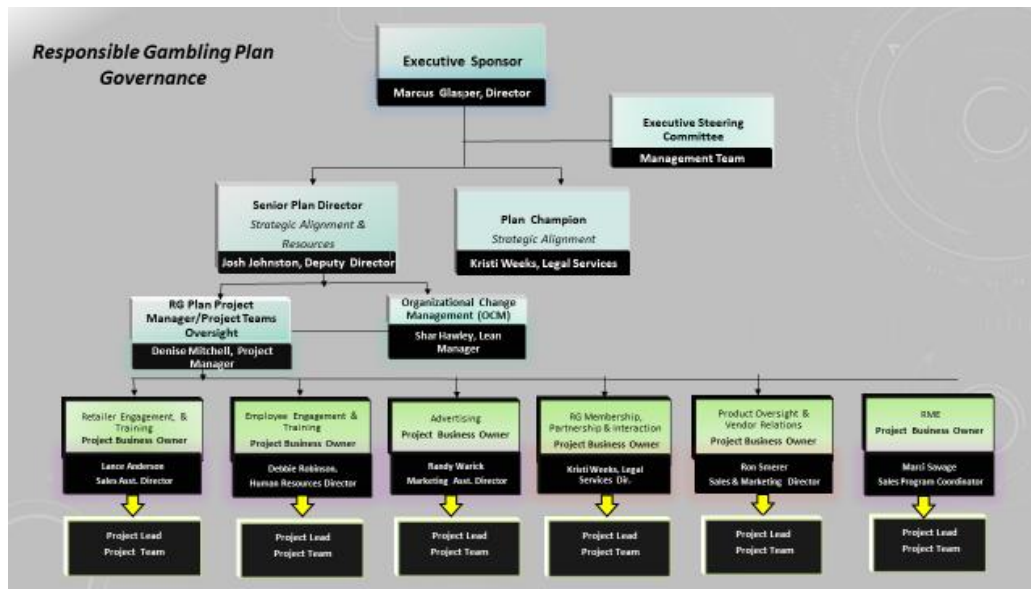 Responsible Gambling Plan
Governance
Executive Sponsor
Marcus Glasper, Director
Executive Steering
Committee
Management Team
Senior Plan Director
Strategic Alignment &
Resources
Josh Johnston, Deputy Director
Plan Champion
Strategic Alignment
Kristi Weeks, Legal Services
RG Plan Project
Manager/Project Teams
Oversight
Denise Mitchell, Project
Manager
Organizational Change
Management (OCM)
Shar Hawley, Lean
Manager
Retailer Engagement, &
Training
Project Business Owner
Lance Anderson
Sales Asst. Director
Employee Engagement &
Training
Project Business Owner
Debbie Robinson,
Human Resources Director
Advertising
Project Business Owner
Randy Warick
Marketing Asst. Director
RG Membership,
Partnership & Interaction
Project Business Owner
Kristi Weeks, Legal
Services Dir.
Product Oversight &
Vendor Relations
Project Business Owner
Ron Smerer
Sales & Marketing Director
RME
Project Business Owner
Marci Savage
Sales Program Coordinator
Project Lead
Project Team
Project Lead
Project Team
Project Lead
Project Team
Project Lead
Project Team
Project Lead
Project Team
Project Lead
Project Team